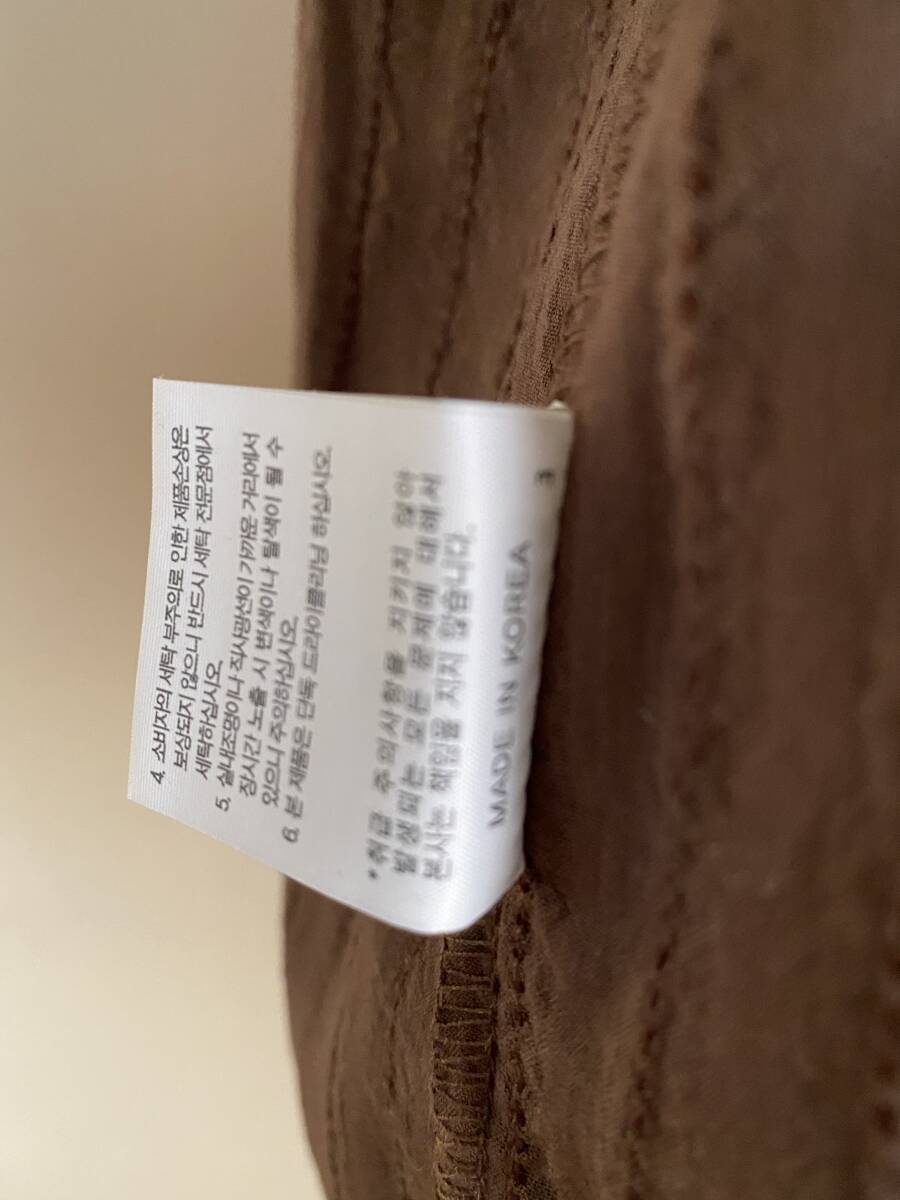 4. 소비자의 세탁 부주의로 인한 제품손상은
보상되지 않으니 반드시 세탁 전문점에서
세탁하십시오.
5. 실내조명이나 직사광선이 가까운 거리에서
장시간 노출 시 변색이나 탈색이 될 수
있으니 주의하십시오.
6. 본 제품은 단독 드라이클리닝 하십시오.
*취급 주의사항을 지키지 않아
발생되는 모든 문제에 대해서
본사는 책임을 지지 않습니다.
MADE IN KOREA
3